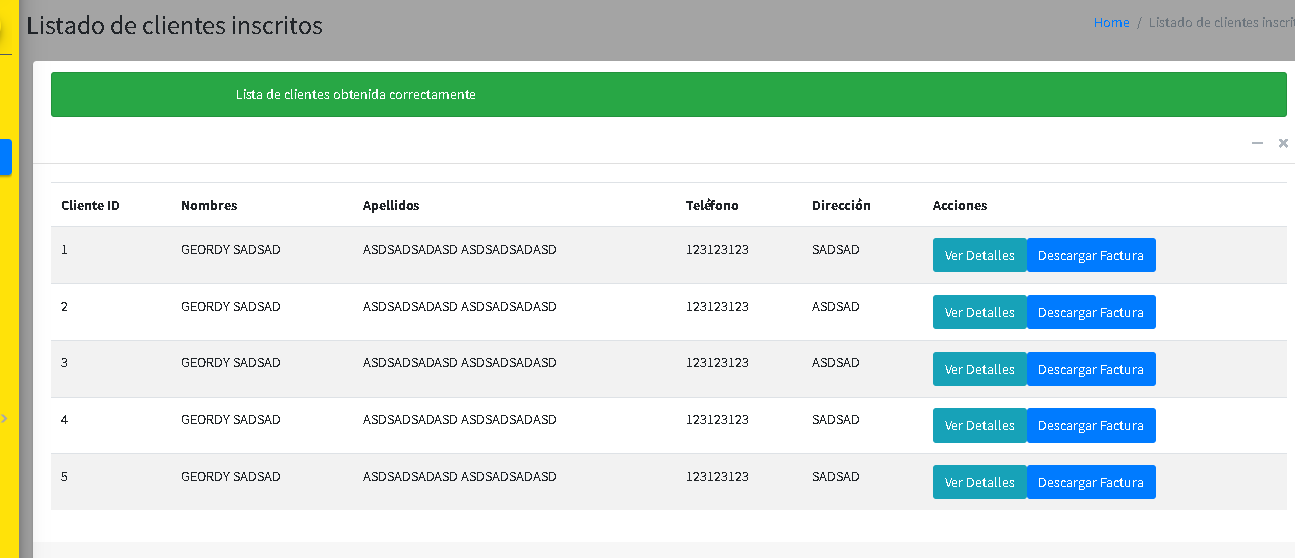 Listado de clientes inscritos
Home / Listado de clientes inscrit
Lista de clientes obtenida correctamente
Cliente ID Nombres Apellidos Teléfono Dirección Acciones
1 GEORDY SADSAD ASDSADSADASD ASDSADSADASD 123123123 SADSAD Ver Detalles Descargar Factura
2 GEORDY SADSAD ASDSADSADASD ASDSADSADASD 123123123 ASDSAD Ver Detalles Descargar Factura
3 GEORDY SADSAD ASDSADSADASD ASDSADSADASD 123123123 ASDSAD Ver Detalles Descargar Factura
4 GEORDY SADSAD ASDSADSADASD ASDSADSADASD 123123123 SADSAD Ver Detalles Descargar Factura
5 GEORDY SADSAD ASDSADSADASD ASDSADSADASD 123123123 SADSAD Ver Detalles Descargar Factura